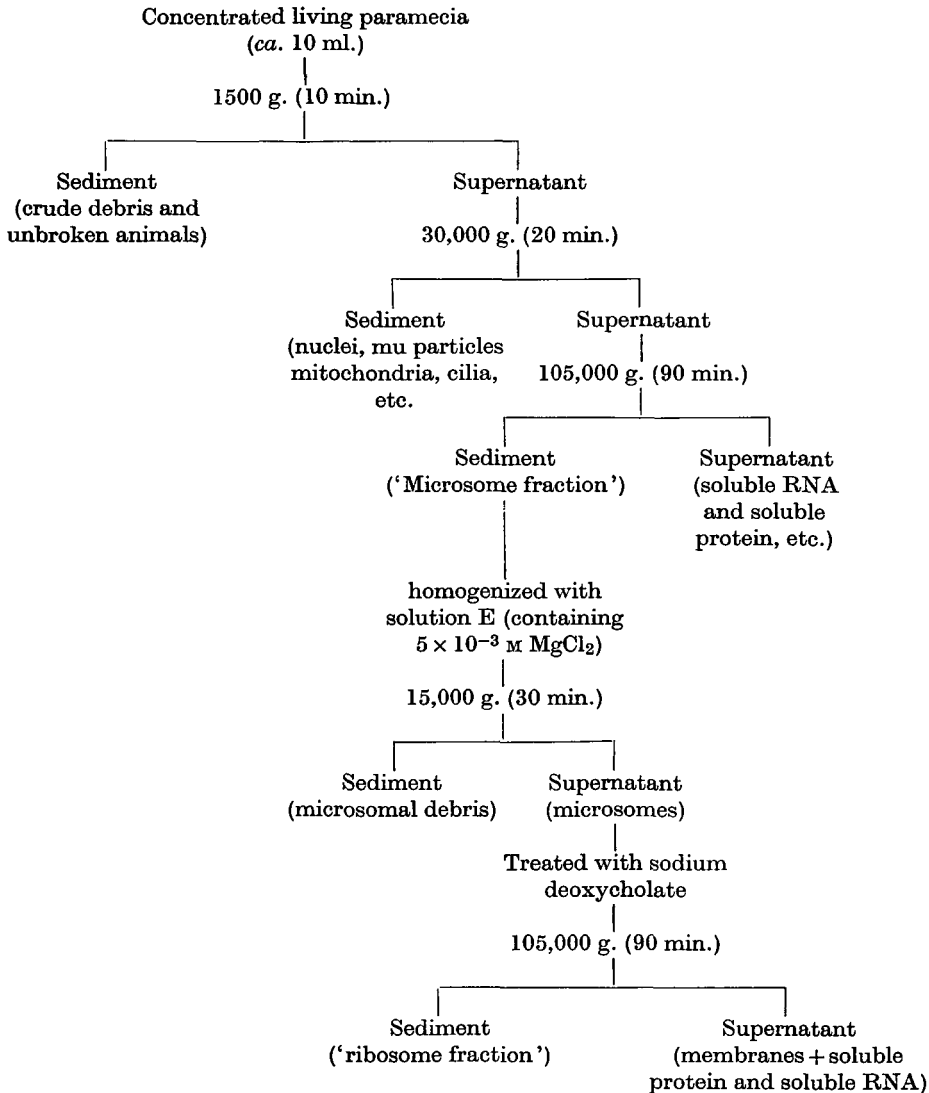 Concentrated living paramecia
(ca. 10 ml.)
1500 g. (10 min.)
Sediment
(crude debris and
unbroken animals)
Supernatant
30,000 g. (20 min.)
Sediment
(nuclei, mu particles
mitochondria, cilia,
etc.
Supernatant
105,000 g. (90 min.)
Sediment
(‘Microsome fraction’)
Supernatant
(soluble RNA
and soluble
protein, etc.)
homogenized with
solution E (containing
5 × 10⁻³ M MgCl₂)
15,000 g. (30 min.)
Sediment
(microsomal debris)
Supernatant
(microsomes)
Treated with sodium
deoxycholate
105,000 g. (90 min.)
Sediment
(‘ribosome fraction’)
Supernatant
(membranes + soluble
protein and soluble RNA)